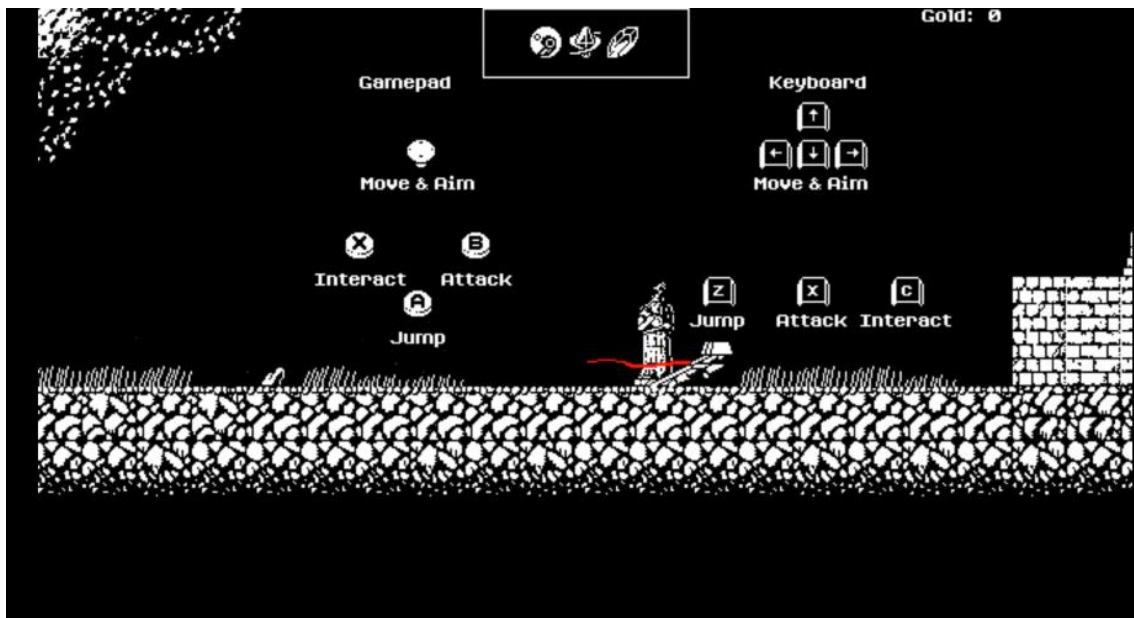 Gold: 0
Gamepad
Keyboard
↑
← ↓ →
Move & Aim
Move & Aim
X B
Interact Attack
A
Jump
Z X C
Jump Attack Interact